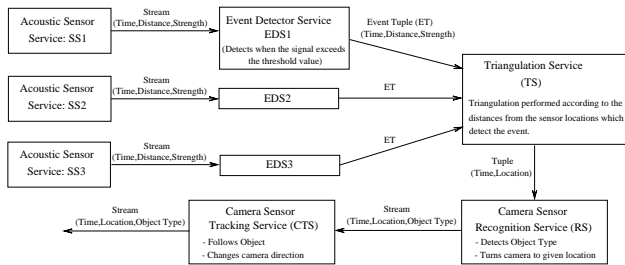 Acoustic Sensor
Service: SS1
Stream
(Time,Distance,Strength)
Event Detector Service
EDS1
(Detects when the signal exceeds
the threshold value)
Event Tuple (ET)
(Time,Distance,Strength)
Acoustic Sensor
Service: SS2
Stream
(Time,Distance,Strength)
EDS2
ET
Acoustic Sensor
Service: SS3
Stream
(Time,Distance,Strength)
EDS3
ET
Triangulation Service
(TS)
Triangulation performed according to the
distances from the sensor locations which
detect the event.
Tuple
(Time,Location)
Camera Sensor
Recognition Service (RS)
- Detects Object Type
- Turns camera to given location
Stream
(Time,Location,Object Type)
Camera Sensor
Tracking Service (CTS)
- Follows Object
- Changes camera direction
Stream
(Time,Location,Object Type)